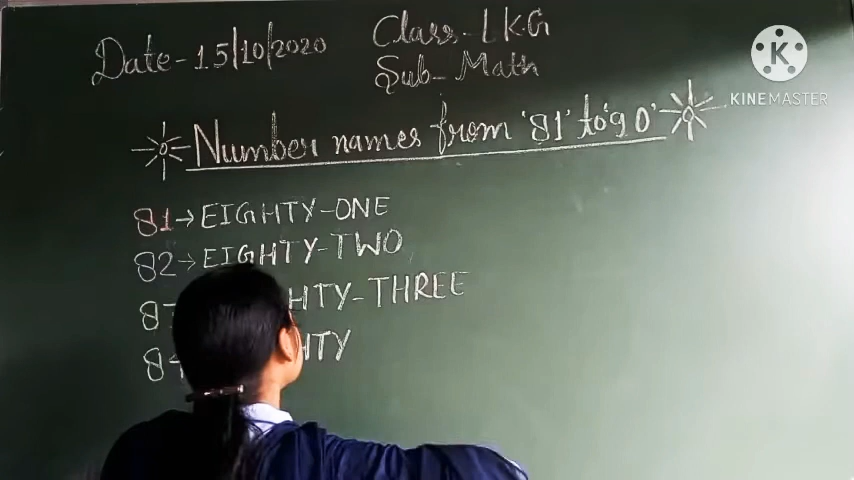 Date-15/10/2020
Class-LKG
Sub-Math
Number names from '81' to '90'
81→EIGHTY-ONE
82→EIGHTY-TWO
HTY-THREE
HTY
K
KINEMASTER